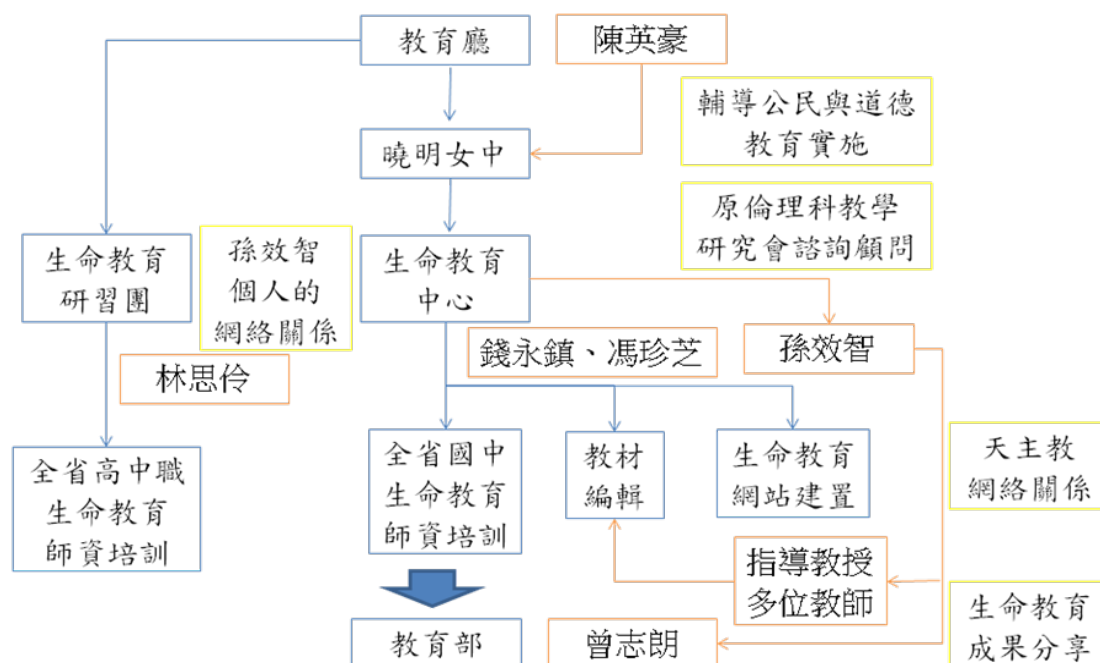 教育廳
陳英豪
輔導公民與道德
教育實施
曉明女中
原倫理科教學
研究會諮詢顧問
生命教育
研習團
孫效智
個人的
網絡關係
生命教育
中心
錢永鎮、馮珍芝
孫效智
林思伶
全省高中職
生命教育
師資培訓
全省國中
生命教育
師資培訓
教材
編輯
生命教育
網站建置
天主教
網絡關係
指導教授
多位教師
生命教育
成果分享
教育部
曾志朗